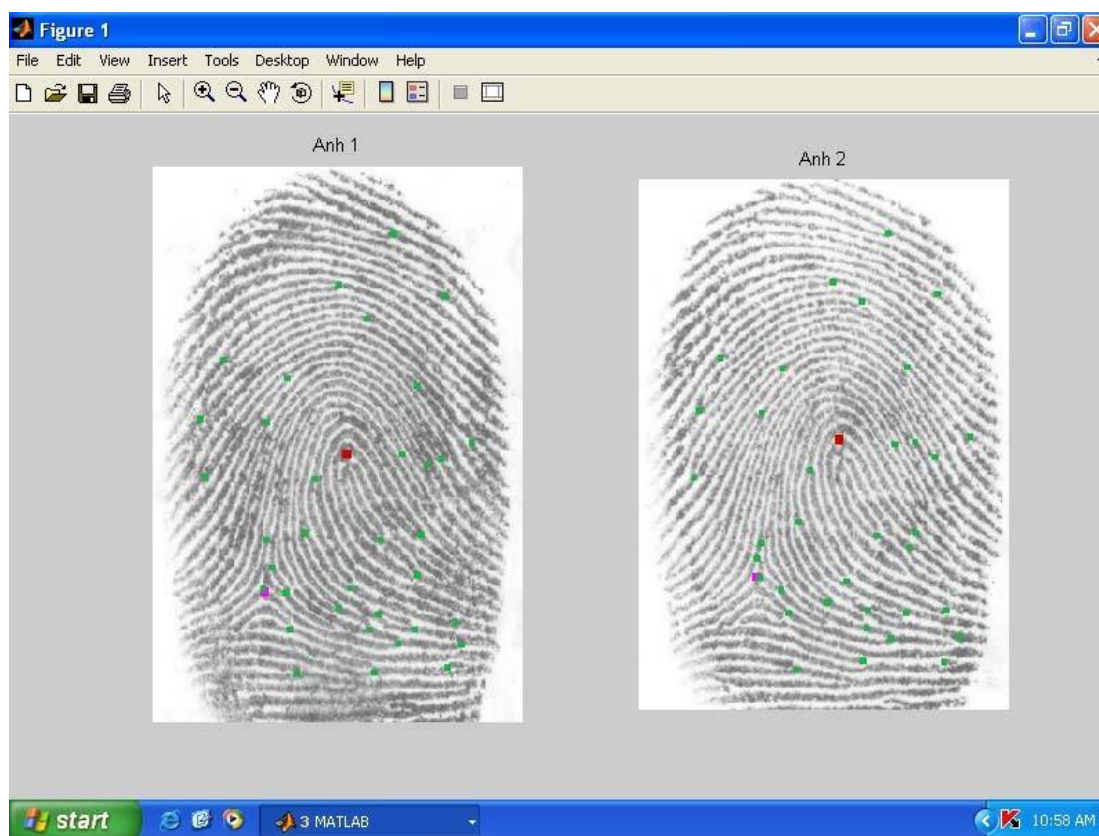 Figure 1
File Edit View Insert Tools Desktop Window Help
Anh 1
Anh 2
start
3 MATLAB
10:58 AM